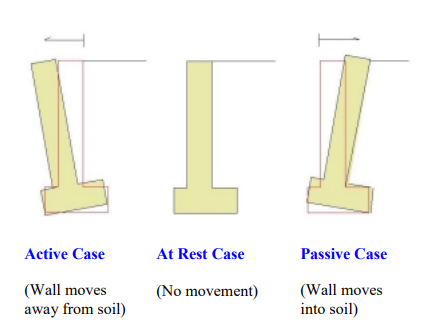 Active Case
At Rest Case
Passive Case
(Wall moves
away from soil)
(No movement)
(Wall moves
into soil)